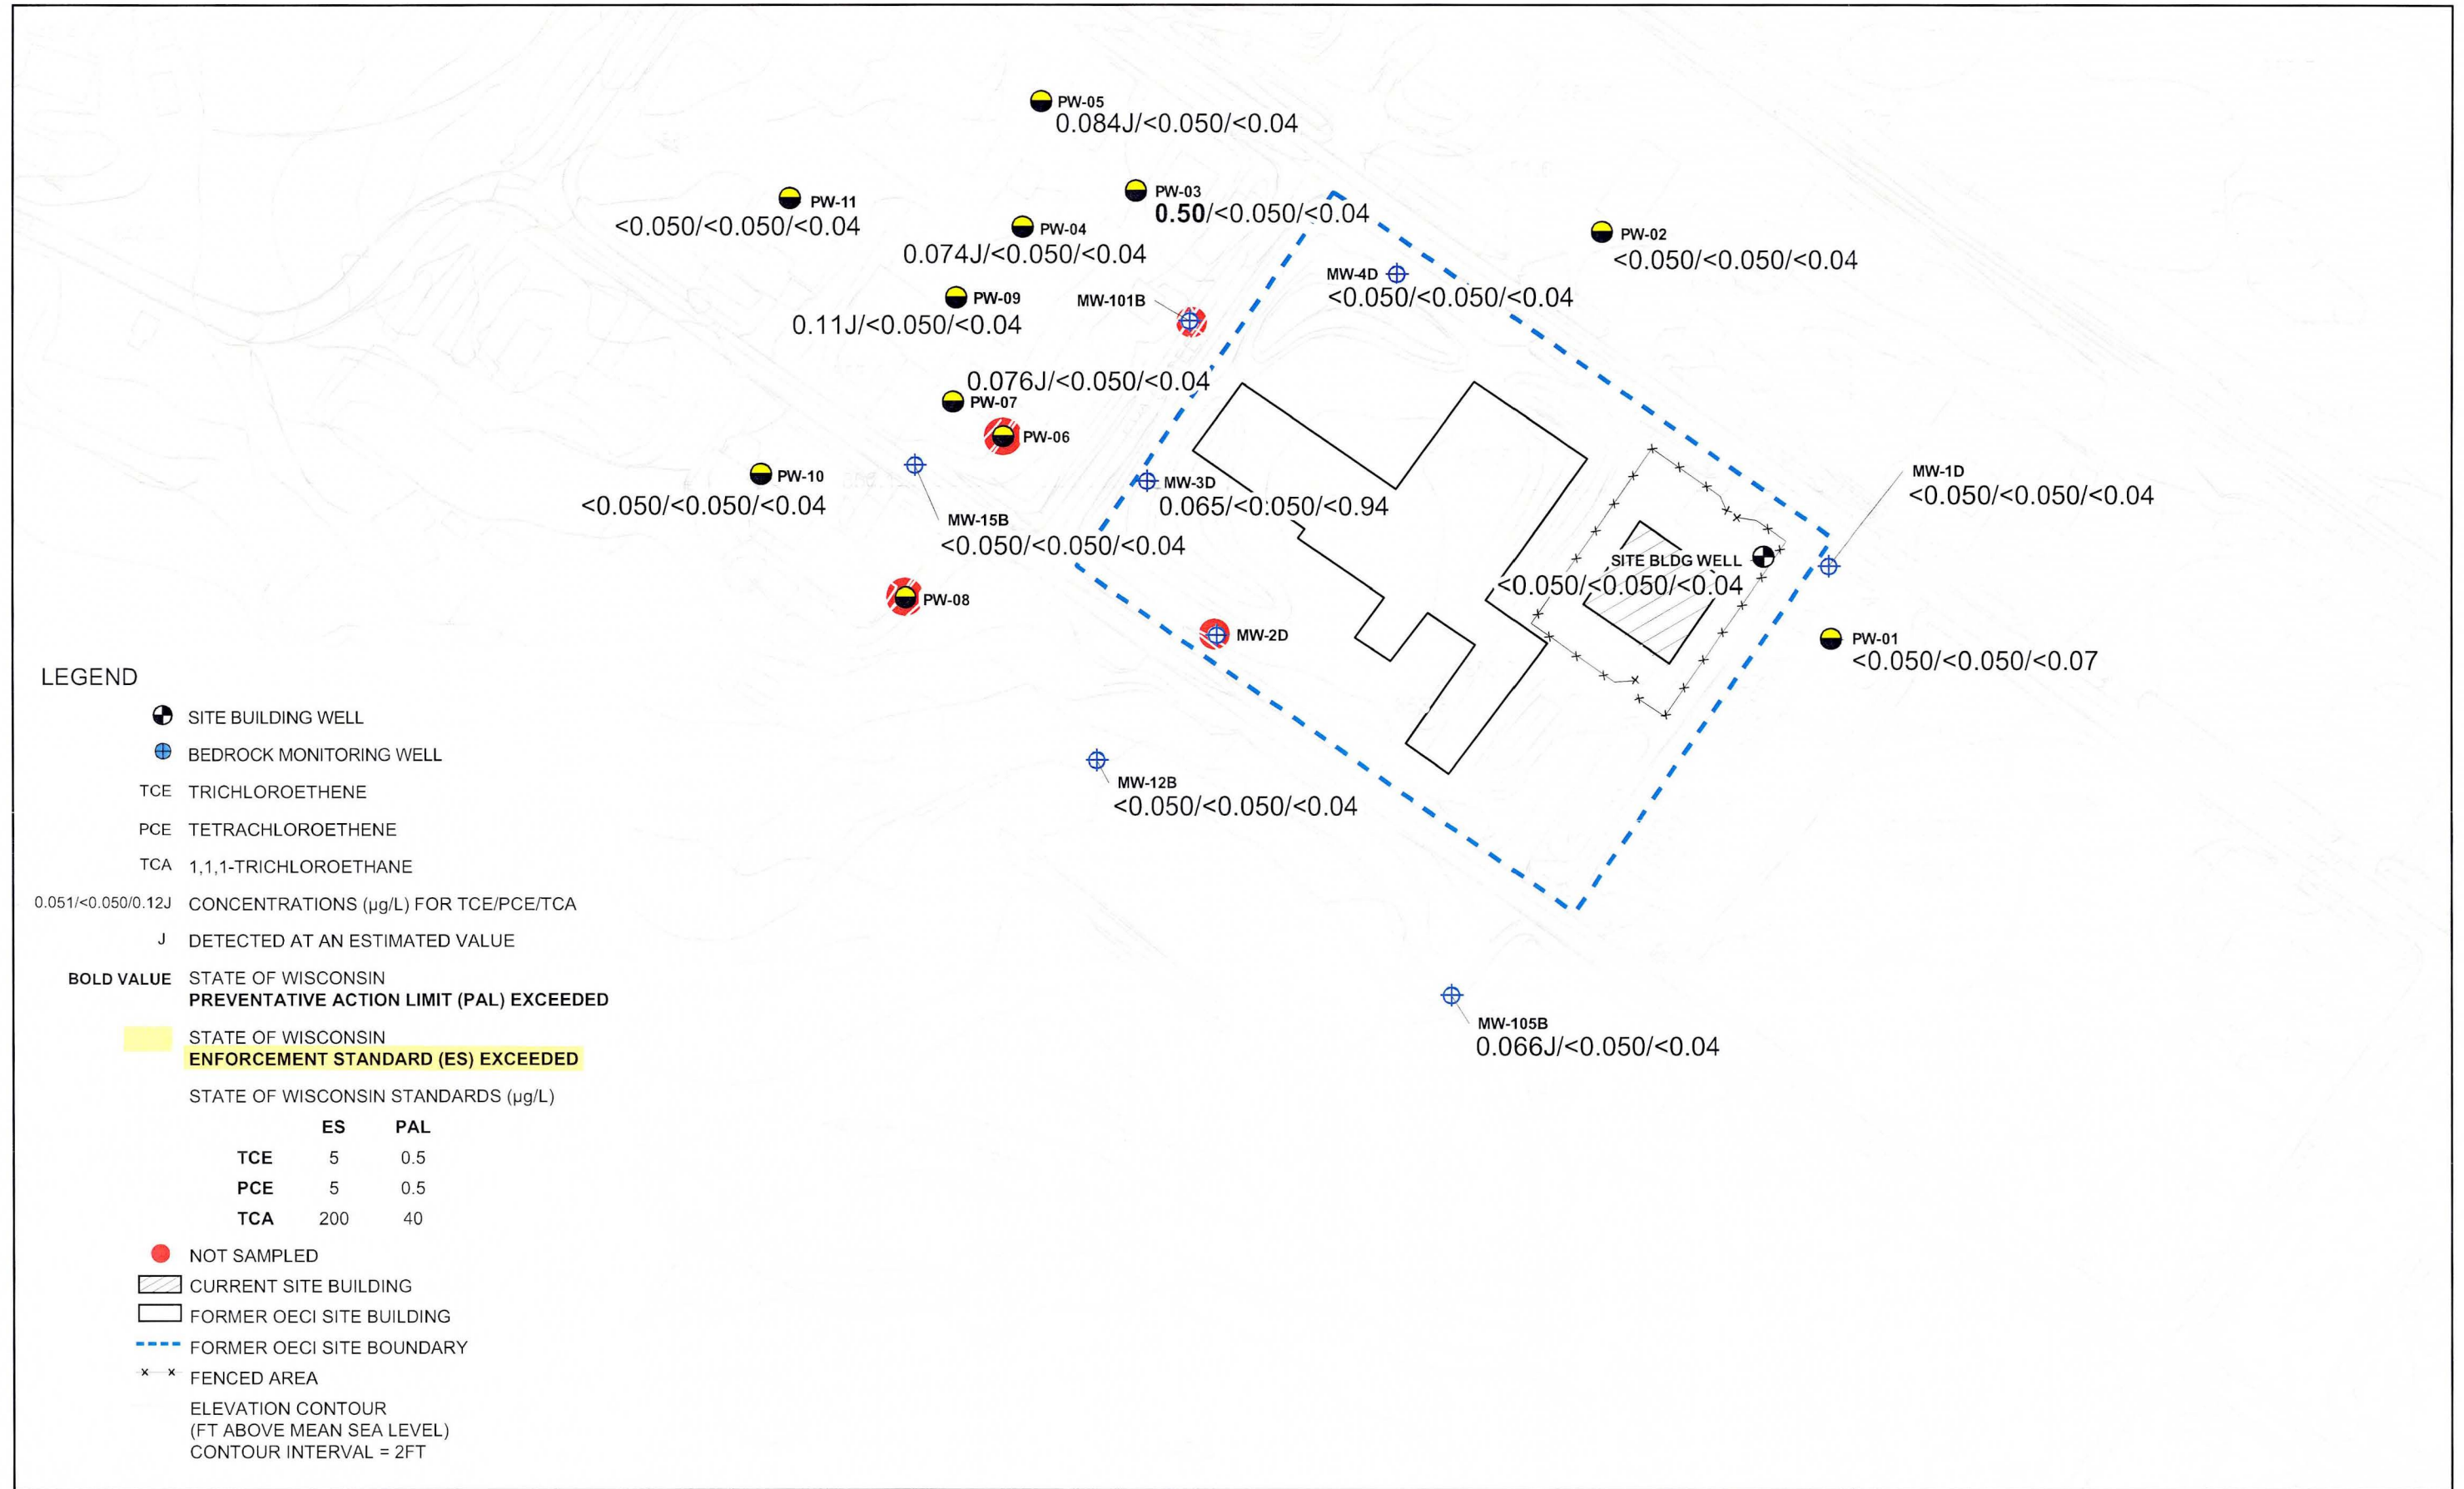 PW-05
0.084J/<0.050/<0.04
PW-11
<0.050/<0.050/<0.04
PW-03
0.50/<0.050/<0.04
PW-04
0.074J/<0.050/<0.04
PW-02
<0.050/<0.050/<0.04
MW-4D
<0.050/<0.050/<0.04
PW-09
0.11J/<0.050/<0.04
MW-101B
0.076J/<0.050/<0.04
PW-07
PW-06
PW-10
<0.050/<0.050/<0.04
MW-3D
0.065/<0.050/<0.94
MW-1D
<0.050/<0.050/<0.04
MW-15B
<0.050/<0.050/<0.04
SITE BLDG WELL
<0.050/<0.050/<0.04
PW-08
MW-2D
PW-01
<0.050/<0.050/<0.07
MW-12B
<0.050/<0.050/<0.04
MW-105B
0.066J/<0.050/<0.04
LEGEND
SITE BUILDING WELL
BEDROCK MONITORING WELL
TCE TRICHLOROETHENE
PCE TETRACHLOROETHENE
TCA 1,1,1-TRICHLOROETHANE
0.051/<0.050/0.12J CONCENTRATIONS (µg/L) FOR TCE/PCE/TCA
J DETECTED AT AN ESTIMATED VALUE
BOLD VALUE STATE OF WISCONSIN
PREVENTATIVE ACTION LIMIT (PAL) EXCEEDED
STATE OF WISCONSIN
ENFORCEMENT STANDARD (ES) EXCEEDED
STATE OF WISCONSIN STANDARDS (µg/L)
ES PAL
TCE 5 0.5
PCE 5 0.5
TCA 200 40
NOT SAMPLED
CURRENT SITE BUILDING
FORMER OECI SITE BUILDING
FORMER OECI SITE BOUNDARY
x x FENCED AREA
ELEVATION CONTOUR
(FT ABOVE MEAN SEA LEVEL)
CONTOUR INTERVAL = 2FT